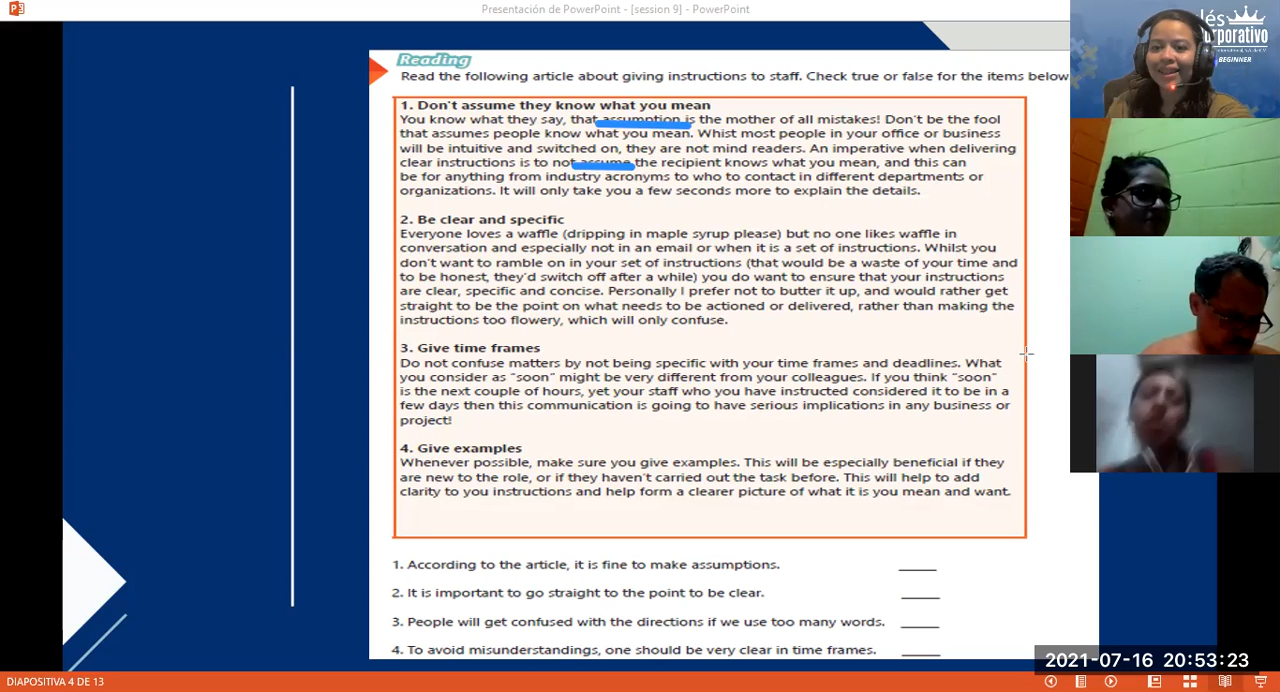 Presentación de PowerPoint - [session 9] - PowerPoint
lés
orporativo
BEGINNER
Reading
Read the following article about giving instructions to staff. Check true or false for the items below
1. Don't assume they know what you mean
You know what they say, that assumption is the mother of all mistakes! Don't be the fool
that assumes people know what you mean. Whist most people in your office or business
will be intuitive and switched on, they are not mind readers. An imperative when delivering
clear instructions is to not assume the recipient knows what you mean, and this can
be for anything from industry acronyms to who to contact in different departments or
organizations. It will only take you a few seconds more to explain the details.
2. Be clear and specific
Everyone loves a waffle (dripping in maple syrup please) but no one likes waffle in
conversation and especially not in an email or when it is a set of instructions. Whilst you
don't want to ramble on in your set of instructions (that would be a waste of your time and
to be honest, they'd switch off after a while) you do want to ensure that your instructions
are clear, specific and concise. Personally I prefer not to butter it up, and would rather get
straight to be the point on what needs to be actioned or delivered, rather than making the
instructions too flowery, which will only confuse.
3. Give time frames
Do not confuse matters by not being specific with your time frames and deadlines. What
you consider as "soon" might be very different from your colleagues. If you think "soon"
is the next couple of hours, yet your staff who you have instructed considered it to be in a
few days then this communication is going to have serious implications in any business or
project!
4. Give examples
Whenever possible, make sure you give examples. This will be especially beneficial if they
are new to the role, or if they haven't carried out the task before. This will help to add
clarity to you instructions and help form a clearer picture of what it is you mean and want.
1. According to the article, it is fine to make assumptions. ____
2. It is important to go straight to the point to be clear. ____
3. People will get confused with the directions if we use too many words. ____
4. To avoid misunderstandings, one should be very clear in time frames. ____
2021-07-16 20:53:23
DIAPOSITIVA 4 DE 13